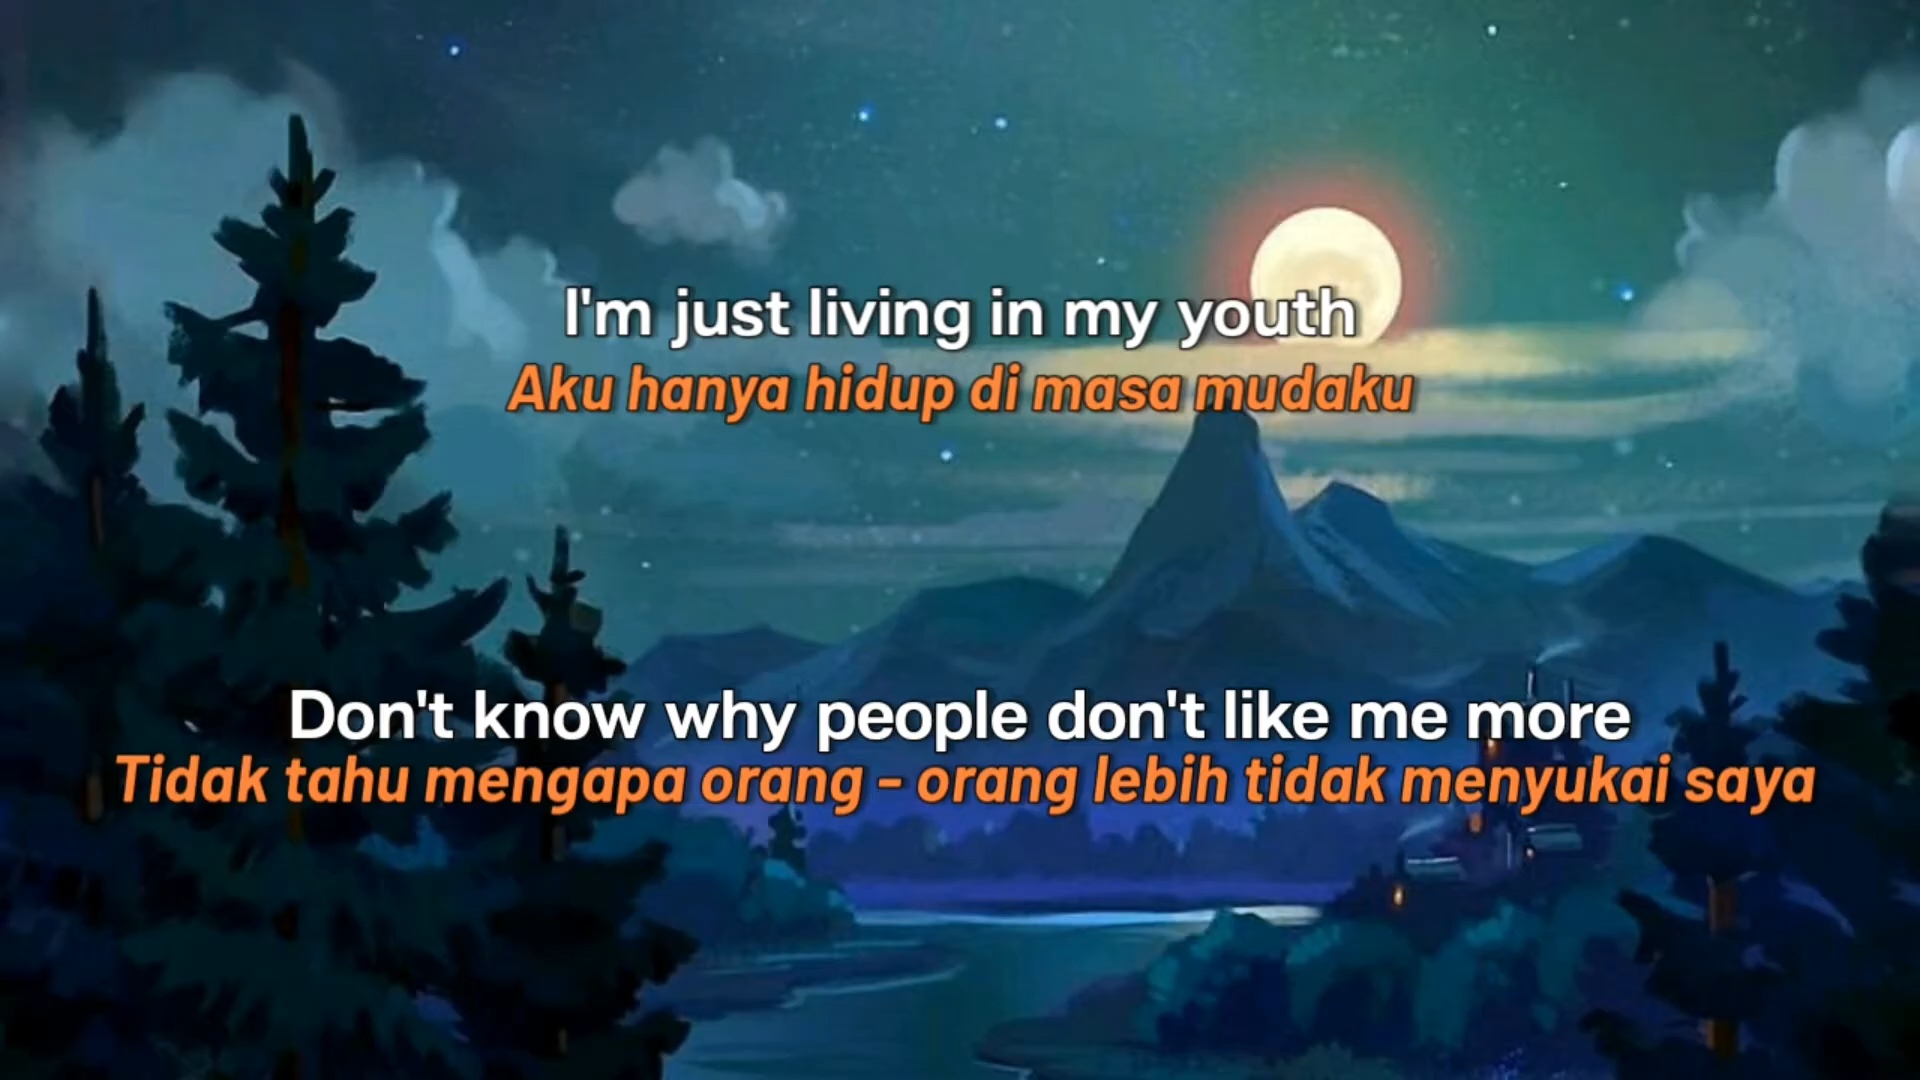 I'm just living in my youth
Aku hanya hidup di masa mudaku
Don't know why people don't like me more
Tidak tahu mengapa orang - orang lebih tidak menyukai saya